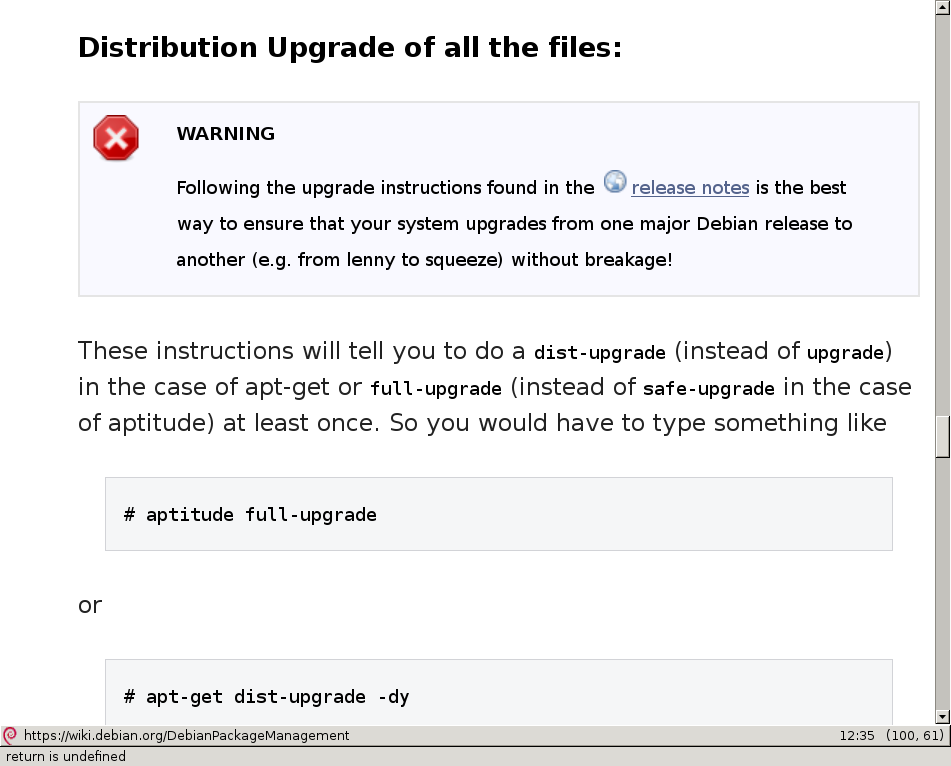 Distribution Upgrade of all the files:
WARNING
Following the upgrade instructions found in the release notes is the best
way to ensure that your system upgrades from one major Debian release to
another (e.g. from lenny to squeeze) without breakage!
These instructions will tell you to do a dist-upgrade (instead of upgrade)
in the case of apt-get or full-upgrade (instead of safe-upgrade in the case
of aptitude) at least once. So you would have to type something like
# aptitude full-upgrade
or
# apt-get dist-upgrade -dy
https://wiki.debian.org/DebianPackageManagement 12:35 (100, 61)
return is undefined